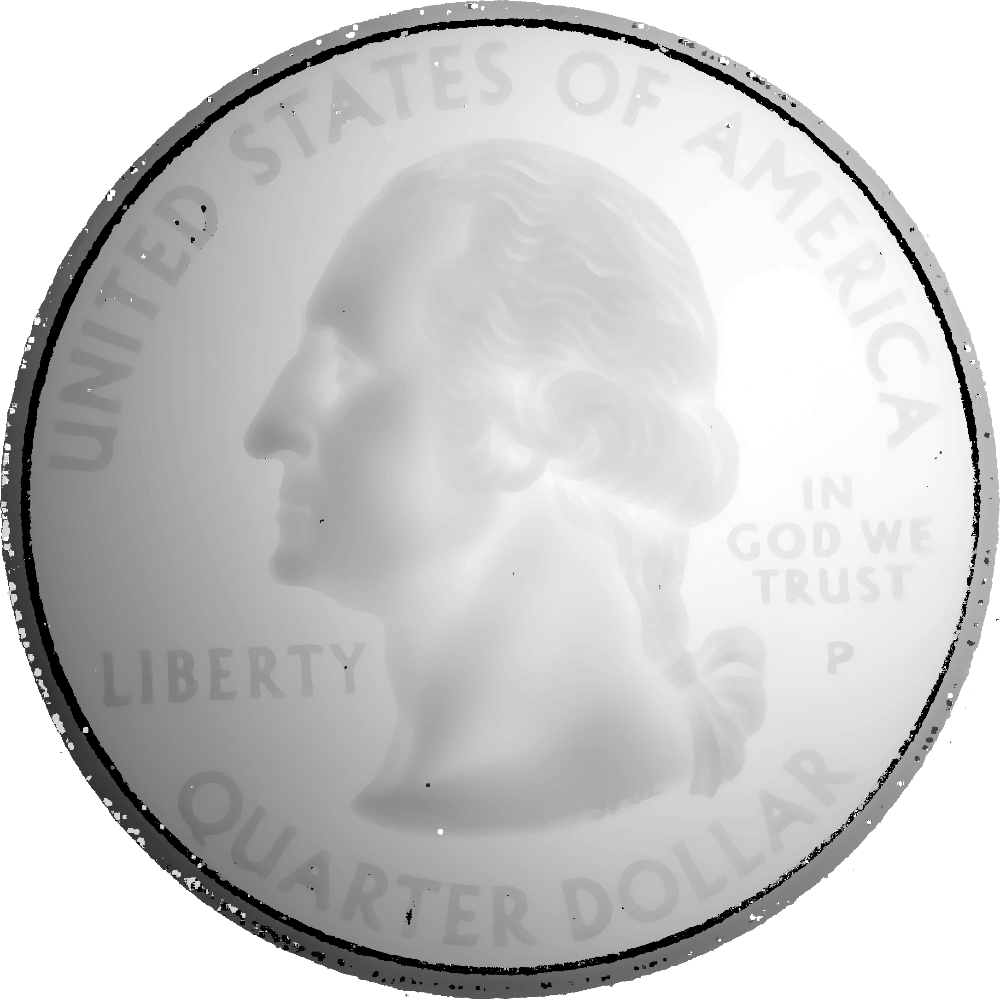 UNITED STATES OF AMERICA
LIBERTY
IN
GOD WE
TRUST
P
QUARTER DOLLAR